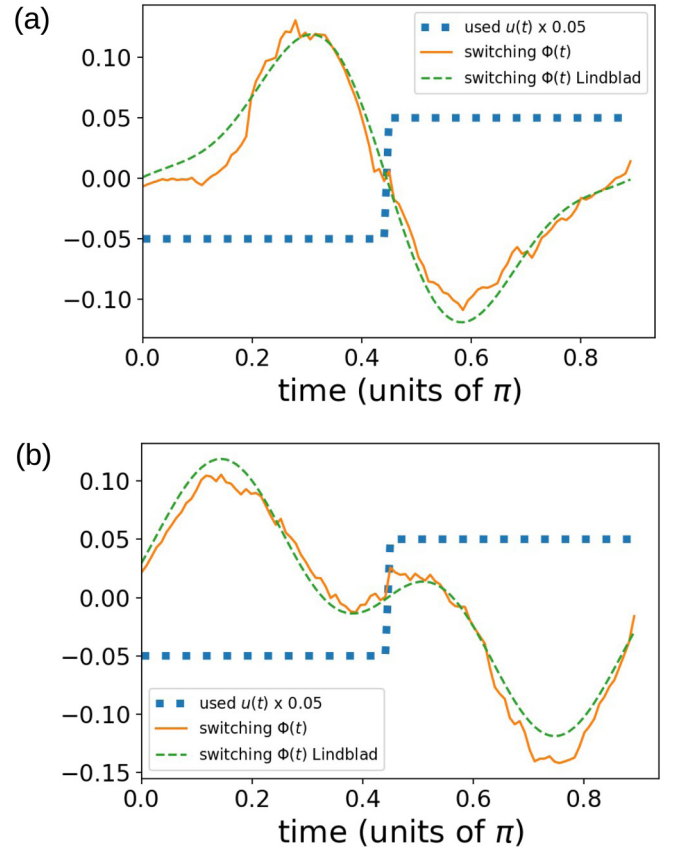 (a)
used u(t) x 0.05
switching Φ(t)
switching Φ(t) Lindblad
0.10
0.05
0.00
−0.05
−0.10
0.0 0.2 0.4 0.6 0.8
time (units of π)
(b)
0.10
0.05
0.00
−0.05
−0.10
−0.15
used u(t) x 0.05
switching Φ(t)
switching Φ(t) Lindblad
0.0 0.2 0.4 0.6 0.8
time (units of π)